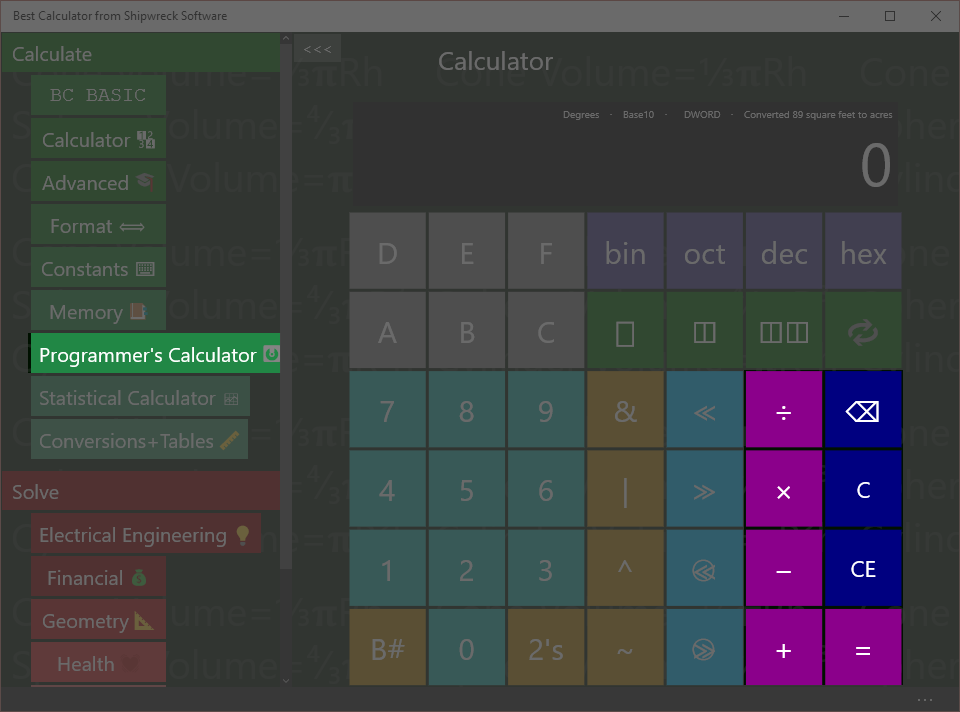 Best Calculator from Shipwreck Software
Calculate
<<<
Calculator
BC BASIC
Calculator
Advanced
Format
Constants
Memory
Programmer's Calculator
Statistical Calculator
Conversions+Tables
Solve
Electrical Engineering
Financial
Geometry
Health
Degrees · Base10 · DWORD · Converted 89 square feet to acres
0
D E F bin oct dec hex
A B C
7 8 9 & ≪ ÷ ⌫
4 5 6 | ≫ × C
1 2 3 ^ − CE
B# 0 2's ~ + =